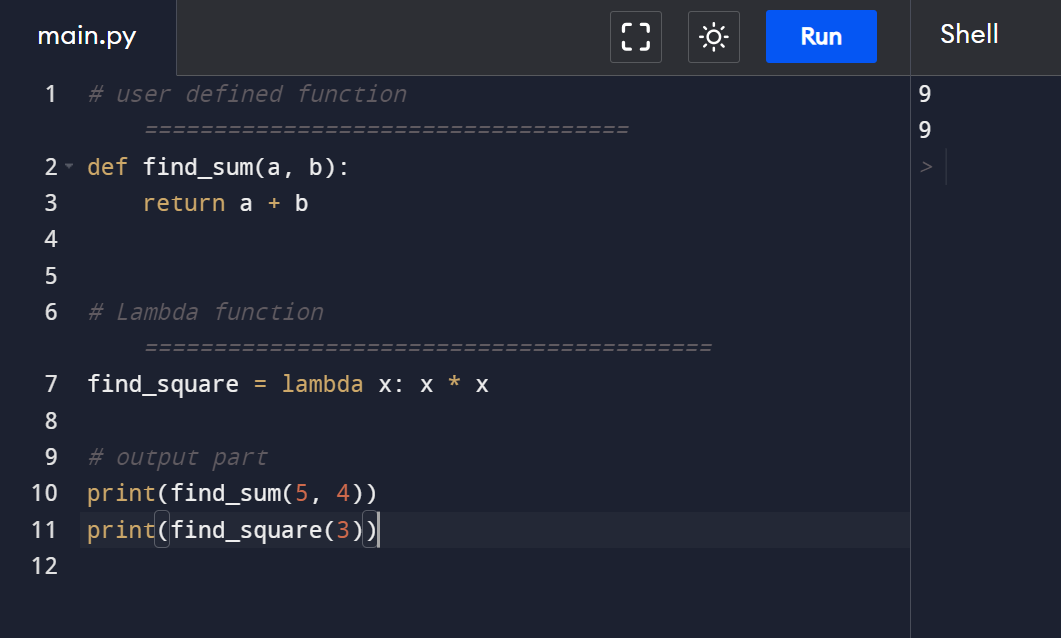 main.py Run Shell
1 # user defined function
===================================
2 def find_sum(a, b):
3     return a + b
4
5
6 # Lambda function
=========================================
7 find_square = lambda x: x * x
8
9 # output part
10 print(find_sum(5, 4))
11 print(find_square(3))
12
9
9
>